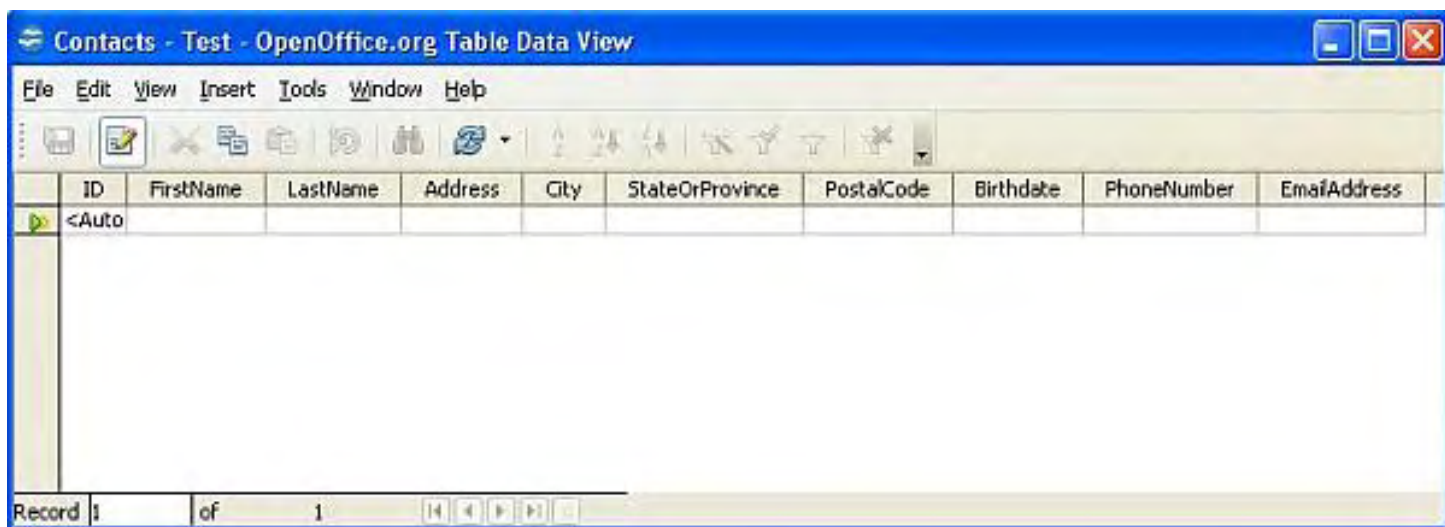 Contacts - Test - OpenOffice.org Table Data View
File Edit View Insert Tools Window Help
ID FirstName LastName Address City StateOrProvince PostalCode Birthdate PhoneNumber EmailAddress
<Auto
Record 1 of 1